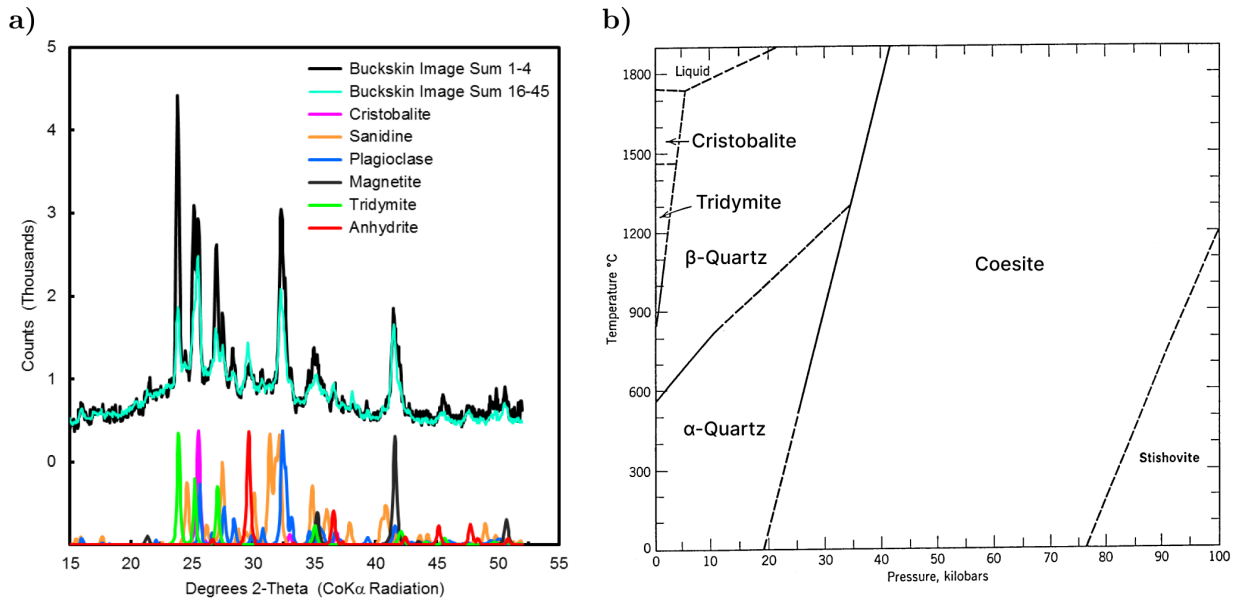 a)
5
4
3
2
1
0
Counts (Thousands)
Buckskin Image Sum 1-4
Buckskin Image Sum 16-45
Cristobalite
Sanidine
Plagioclase
Magnetite
Tridymite
Anhydrite
15 20 25 30 35 40 45 50 55
Degrees 2-Theta (CoKα Radiation)
b)
1800
1500
1200
900
600
300
0
Temperature °C
Liquid
Cristobalite
Tridymite
β-Quartz
Coesite
α-Quartz
Stishovite
0 10 20 30 40 50 60 70 80 90 100
Pressure, kilobars